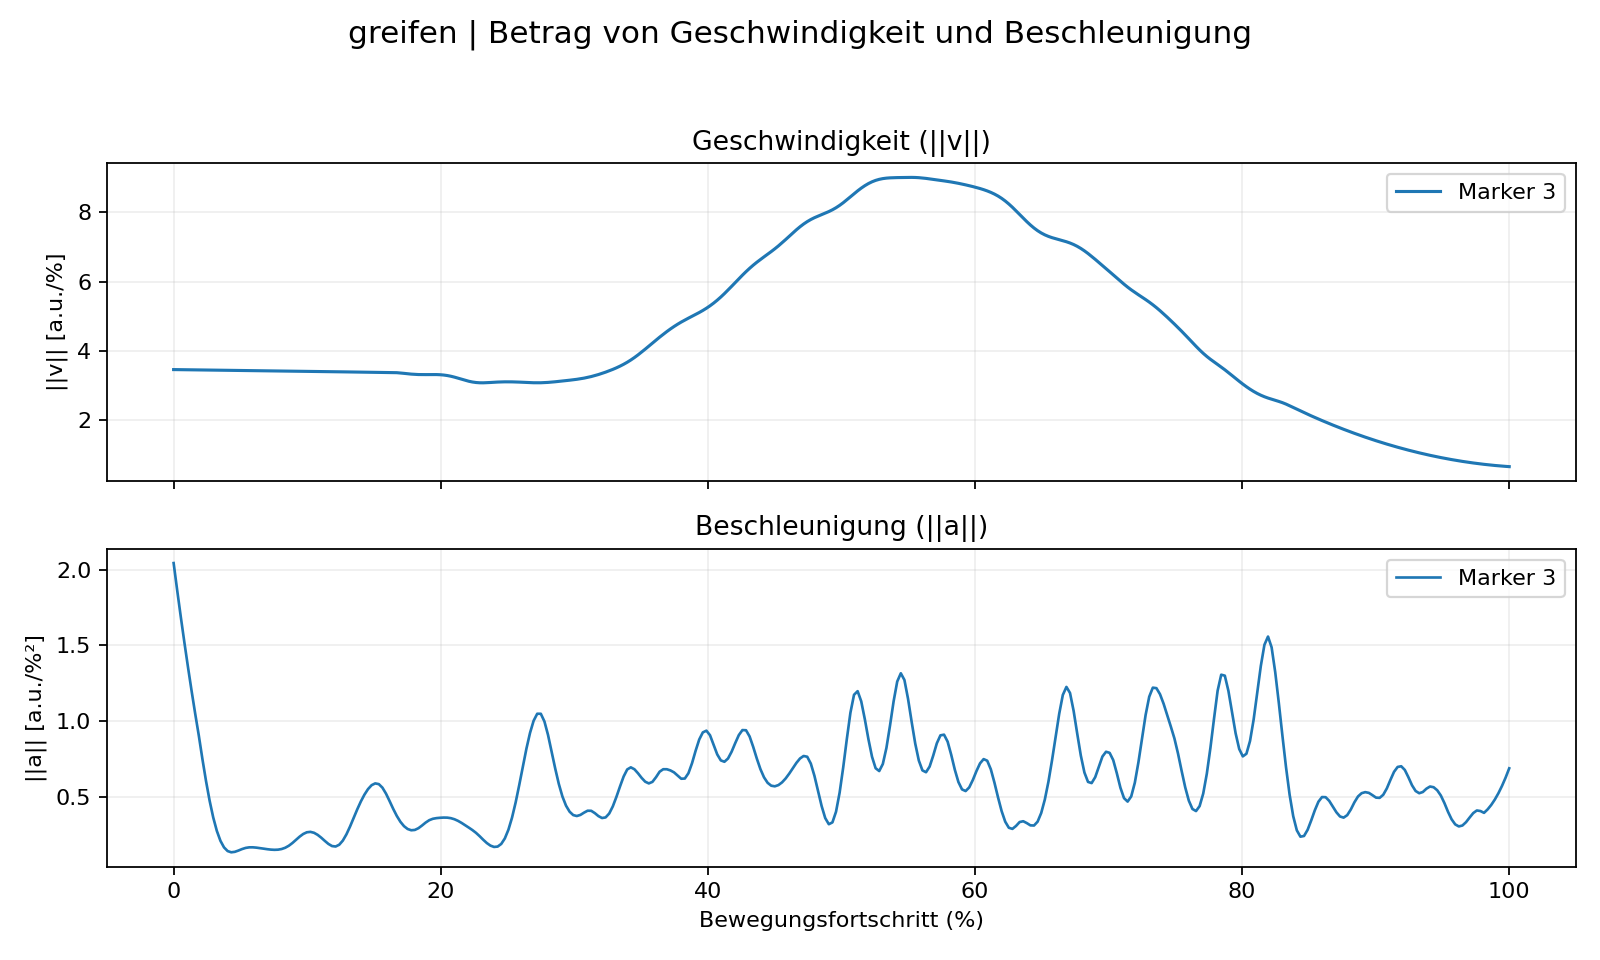 greifen | Betrag von Geschwindigkeit und Beschleunigung
Geschwindigkeit (||v||)
||v|| [a.u./%]
8
6
4
2
Marker 3
Beschleunigung (||a||)
||a|| [a.u./%²]
2.0
1.5
1.0
0.5
Marker 3
0 20 40 60 80 100
Bewegungsfortschritt (%)